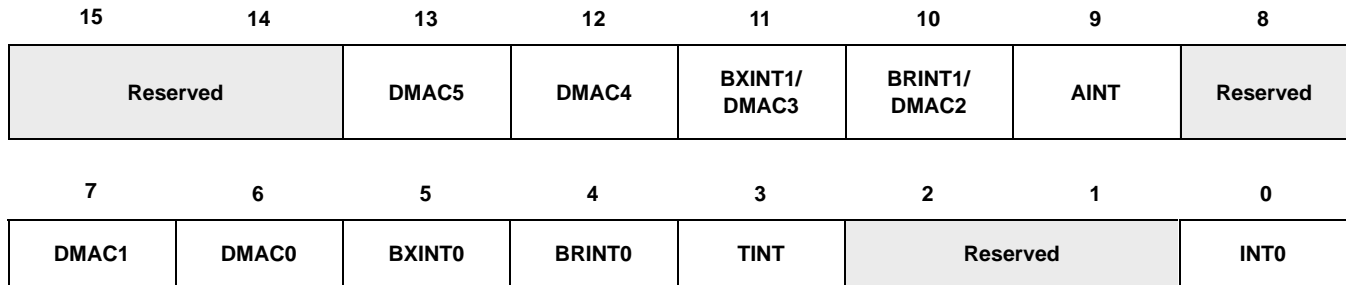 15 14 13 12 11 10 9 8
Reserved DMAC5 DMAC4 BXINT1/ BRINT1/ AINT Reserved
DMAC3 DMAC2
7 6 5 4 3 2 1 0
DMAC1 DMAC0 BXINT0 BRINT0 TINT Reserved INT0